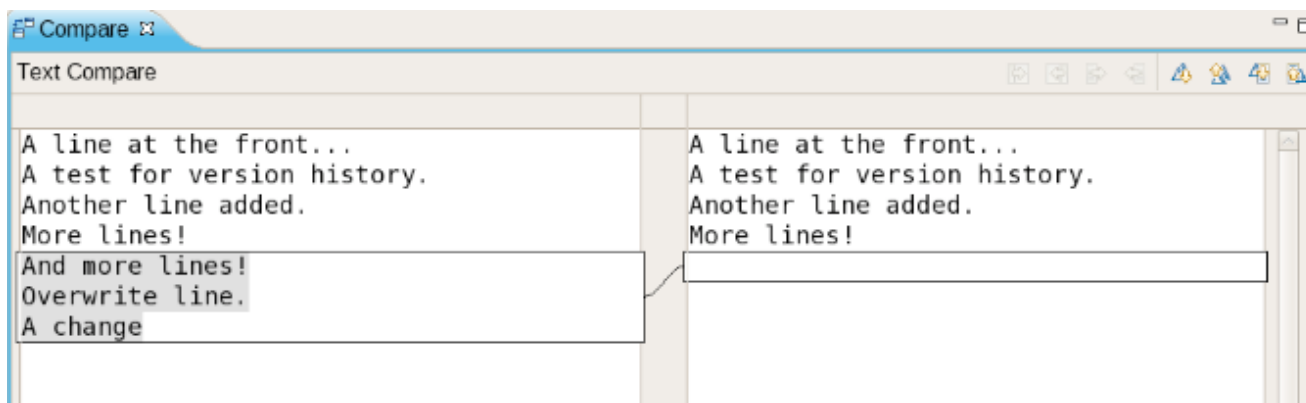 Compare
Text Compare
A line at the front...
A test for version history.
Another line added.
More lines!
And more lines!
Overwrite line.
A change
A line at the front...
A test for version history.
Another line added.
More lines!